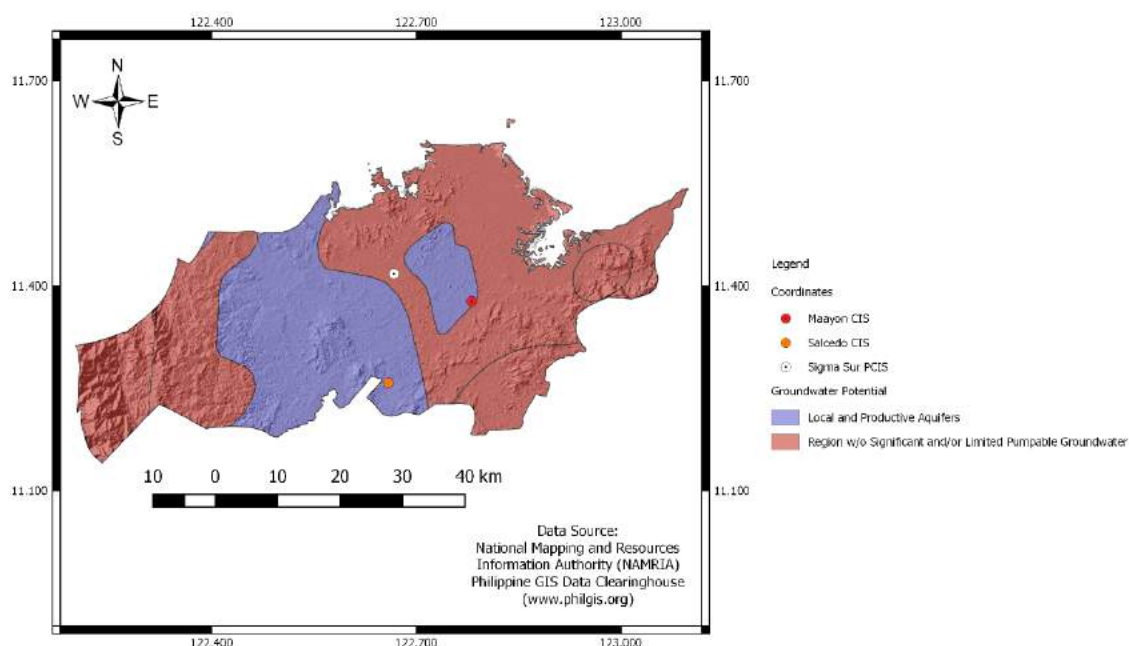 122.400 122.700 123.000
11.700 11.700
N
W E
S
11.400 11.400
Legend
Coordinates
Maayon CIS
Salcedo CIS
Sigma Sur PCIS
Groundwater Potential
Local and Productive Aquifers
Region w/o Significant and/or Limited Pumpable Groundwater
10 0 10 20 30 40 km
11.100 11.100
Data Source:
National Mapping and Resources
Information Authority (NAMRIA)
Philippine GIS Data Clearinghouse
(www.philgis.org)
122.400 122.700 123.000